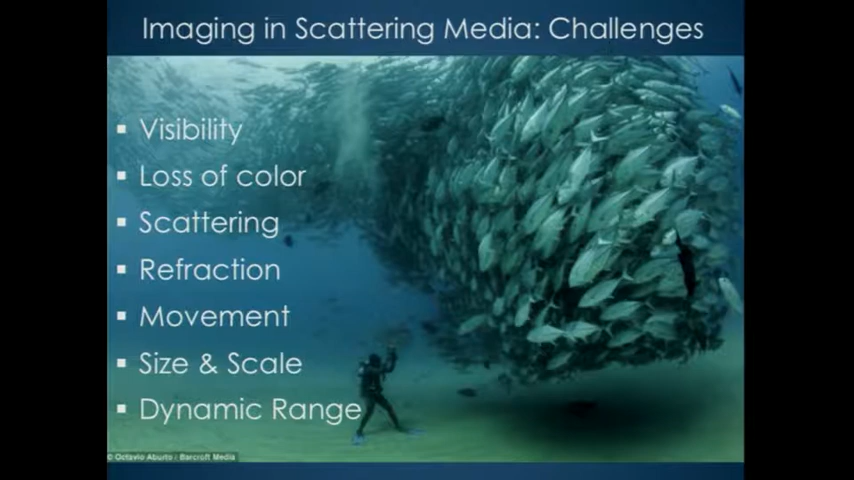 Imaging in Scattering Media: Challenges
▪ Visibility
▪ Loss of color
▪ Scattering
▪ Refraction
▪ Movement
▪ Size & Scale
▪ Dynamic Range
© Octavio Aburto / Barcroft Media